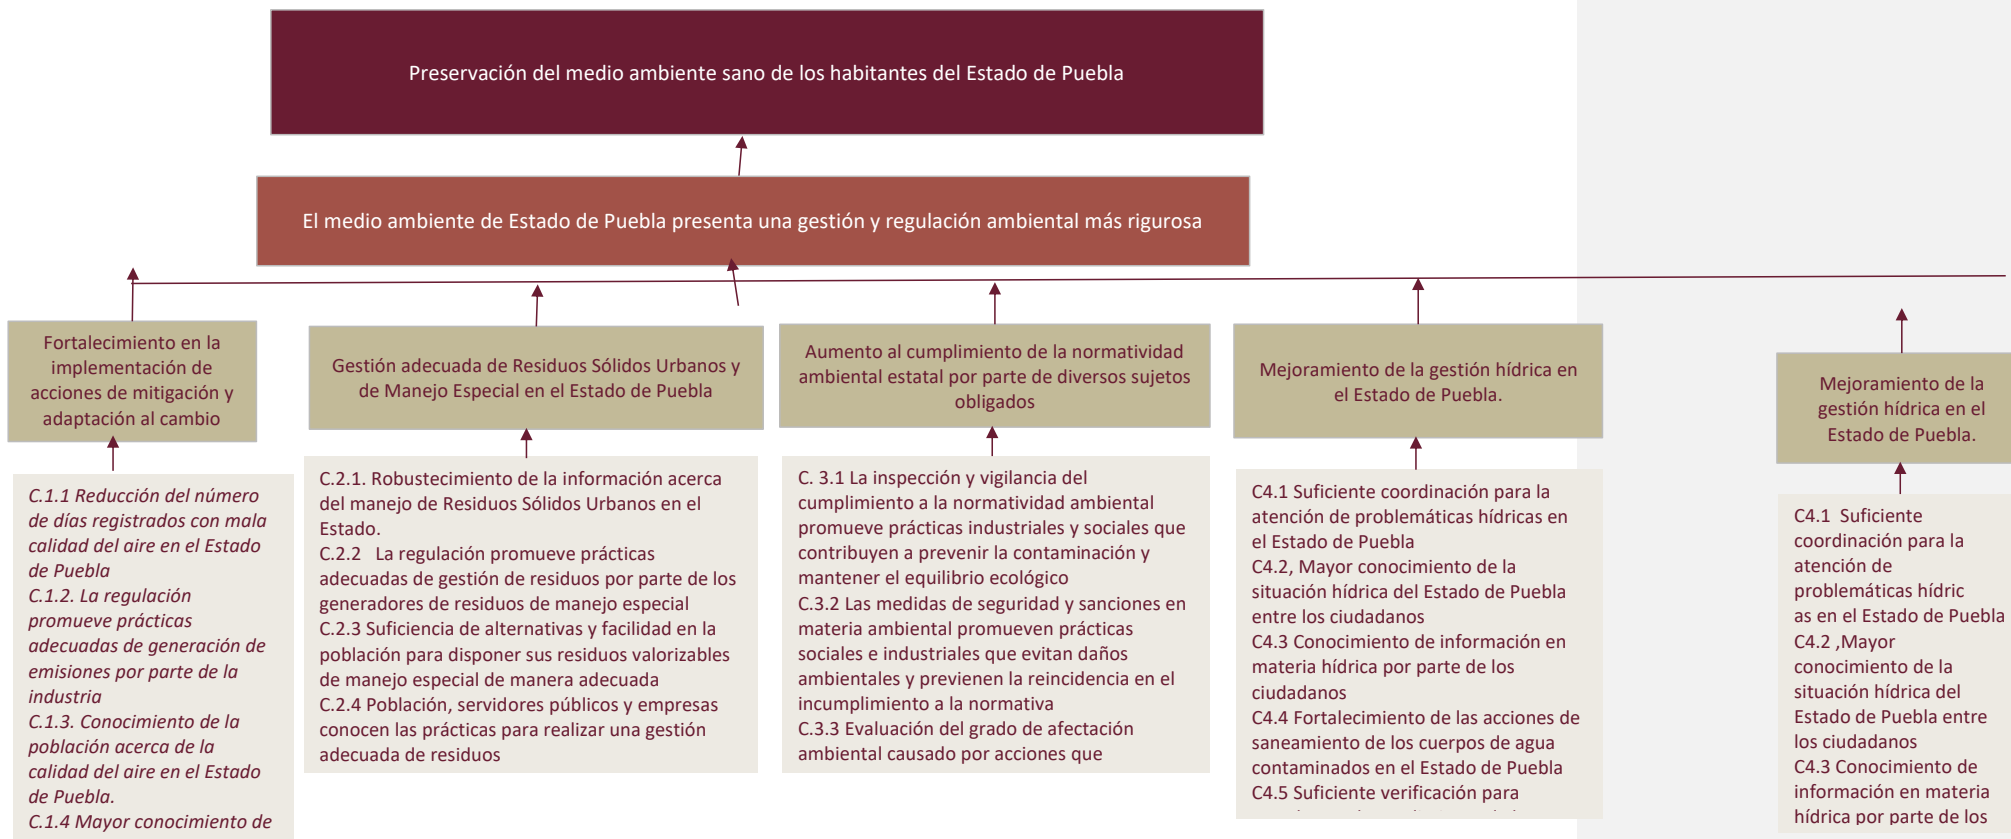 Preservación del medio ambiente sano de los habitantes del Estado de Puebla
El medio ambiente de Estado de Puebla presenta una gestión y regulación ambiental más rigurosa
Fortalecimiento en la
implementación de
acciones de mitigación y
adaptación al cambio
C.1.1 Reducción del número
de días registrados con mala
calidad del aire en el Estado
de Puebla
C.1.2. La regulación
promueve prácticas
adecuadas de generación de
emisiones por parte de la
industria
C.1.3. Conocimiento de la
población acerca de la
calidad del aire en el Estado
de Puebla.
C.1.4 Mayor conocimiento de
Gestión adecuada de Residuos Sólidos Urbanos y
de Manejo Especial en el Estado de Puebla
C.2.1. Robustecimiento de la información acerca
del manejo de Residuos Sólidos Urbanos en el
Estado.
C.2.2 La regulación promueve prácticas
adecuadas de gestión de residuos por parte de los
generadores de residuos de manejo especial
C.2.3 Suficiencia de alternativas y facilidad en la
población para disponer sus residuos valorizables
de manejo especial de manera adecuada
C.2.4 Población, servidores públicos y empresas
conocen las prácticas para realizar una gestión
adecuada de residuos
Aumento al cumplimiento de la normatividad
ambiental estatal por parte de diversos sujetos
obligados
C. 3.1 La inspección y vigilancia del
cumplimiento a la normatividad ambiental
promueve prácticas industriales y sociales que
contribuyen a prevenir la contaminación y
mantener el equilibrio ecológico
C.3.2 Las medidas de seguridad y sanciones en
materia ambiental promueven prácticas
sociales e industriales que evitan daños
ambientales y previenen la reincidencia en el
incumplimiento a la normativa
C.3.3 Evaluación del grado de afectación
ambiental causado por acciones que
Mejoramiento de la gestión hídrica en
el Estado de Puebla.
C4.1 Suficiente coordinación para la
atención de problemáticas hídricas en
el Estado de Puebla
C4.2, Mayor conocimiento de la
situación hídrica del Estado de Puebla
entre los ciudadanos
C4.3 Conocimiento de información en
materia hídrica por parte de los
ciudadanos
C4.4 Fortalecimiento de las acciones de
saneamiento de los cuerpos de agua
contaminados en el Estado de Puebla
C4.5 Suficiente verificación para
Mejoramiento de la
gestión hídrica en el
Estado de Puebla.
C4.1 Suficiente
coordinación para la
atención de
problemáticas hídric
as en el Estado de Puebla
C4.2 ,Mayor
conocimiento de la
situación hídrica del
Estado de Puebla entre
los ciudadanos
C4.3 Conocimiento de
información en materia
hídrica por parte de los